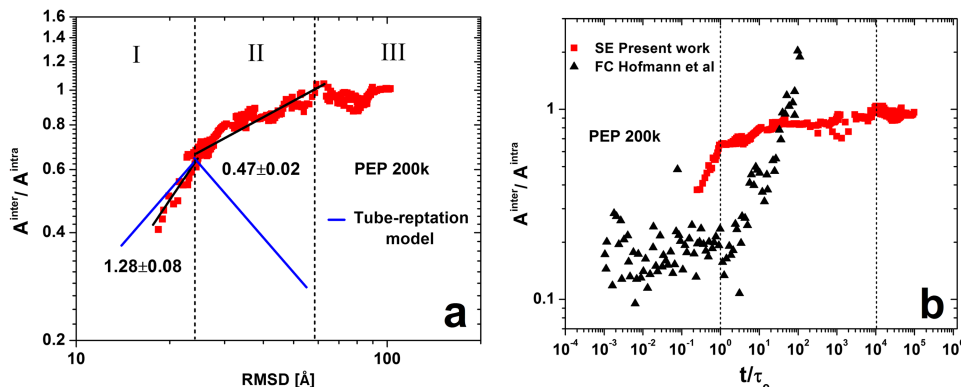 1.6
1.4
1.2
1.0
0.8
0.6
0.4
0.2
A^inter / A^intra
I
II
III
PEP 200k
0.47±0.02
Tube-reptation
model
1.28±0.08
a
10
100
RMSD [Å]
SE Present work
FC Hofmann et al
1
0.1
A^inter / A^intra
PEP 200k
b
10^-4 10^-3 10^-2 10^-1 10^0 10^1 10^2 10^3 10^4 10^5 10^6